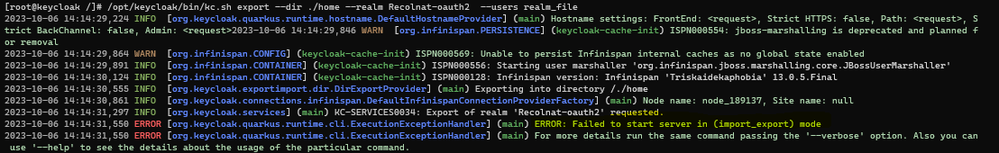 [root@keycloak /]# /opt/keycloak/bin/kc.sh export --dir ./home --realm Recolnat-oauth2  --users realm_file
2023-10-06 14:14:29,224 INFO  [org.keycloak.quarkus.runtime.hostname.DefaultHostnameProvider] (main) Hostname settings: FrontEnd: <request>, Strict HTTPS: false, Path: <request>, S
trict BackChannel: false, Admin: <request>2023-10-06 14:14:29,846 WARN  [org.infinispan.PERSISTENCE] (keycloak-cache-init) ISPN000554: jboss-marshalling is deprecated and planned f
or removal
2023-10-06 14:14:29,864 WARN  [org.infinispan.CONFIG] (keycloak-cache-init) ISPN000569: Unable to persist Infinispan internal caches as no global state enabled
2023-10-06 14:14:29,891 INFO  [org.infinispan.CONTAINER] (keycloak-cache-init) ISPN000556: Starting user marshaller 'org.infinispan.jboss.marshalling.core.JBossUserMarshaller'
2023-10-06 14:14:30,124 INFO  [org.infinispan.CONTAINER] (keycloak-cache-init) ISPN000128: Infinispan version: Infinispan 'Triskaidekaphobia' 13.0.5.Final
2023-10-06 14:14:30,555 INFO  [org.keycloak.exportimport.dir.DirExportProvider] (main) Exporting into directory /./home
2023-10-06 14:14:30,861 INFO  [org.keycloak.connections.infinispan.DefaultInfinispanConnectionProviderFactory] (main) Node name: node_189137, Site name: null
2023-10-06 14:14:31,297 INFO  [org.keycloak.services] (main) KC-SERVICES0034: Export of realm 'Recolnat-oauth2' requested.
2023-10-06 14:14:31,550 ERROR [org.keycloak.quarkus.runtime.cli.ExecutionExceptionHandler] (main) ERROR: Failed to start server in (import_export) mode
2023-10-06 14:14:31,550 ERROR [org.keycloak.quarkus.runtime.cli.ExecutionExceptionHandler] (main) For more details run the same command passing the '--verbose' option. Also you can
 use '--help' to see the details about the usage of the particular command.